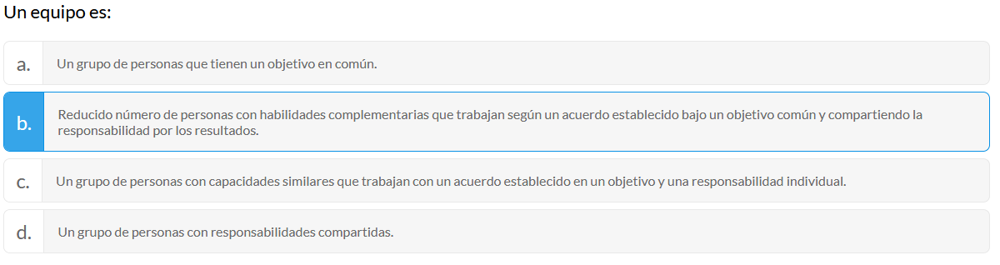 Un equipo es:
a.
Un grupo de personas que tienen un objetivo en común.
b.
Reducido número de personas con habilidades complementarias que trabajan según un acuerdo establecido bajo un objetivo común y compartiendo la
responsabilidad por los resultados.
c.
Un grupo de personas con capacidades similares que trabajan con un acuerdo establecido en un objetivo y una responsabilidad individual.
d.
Un grupo de personas con responsabilidades compartidas.